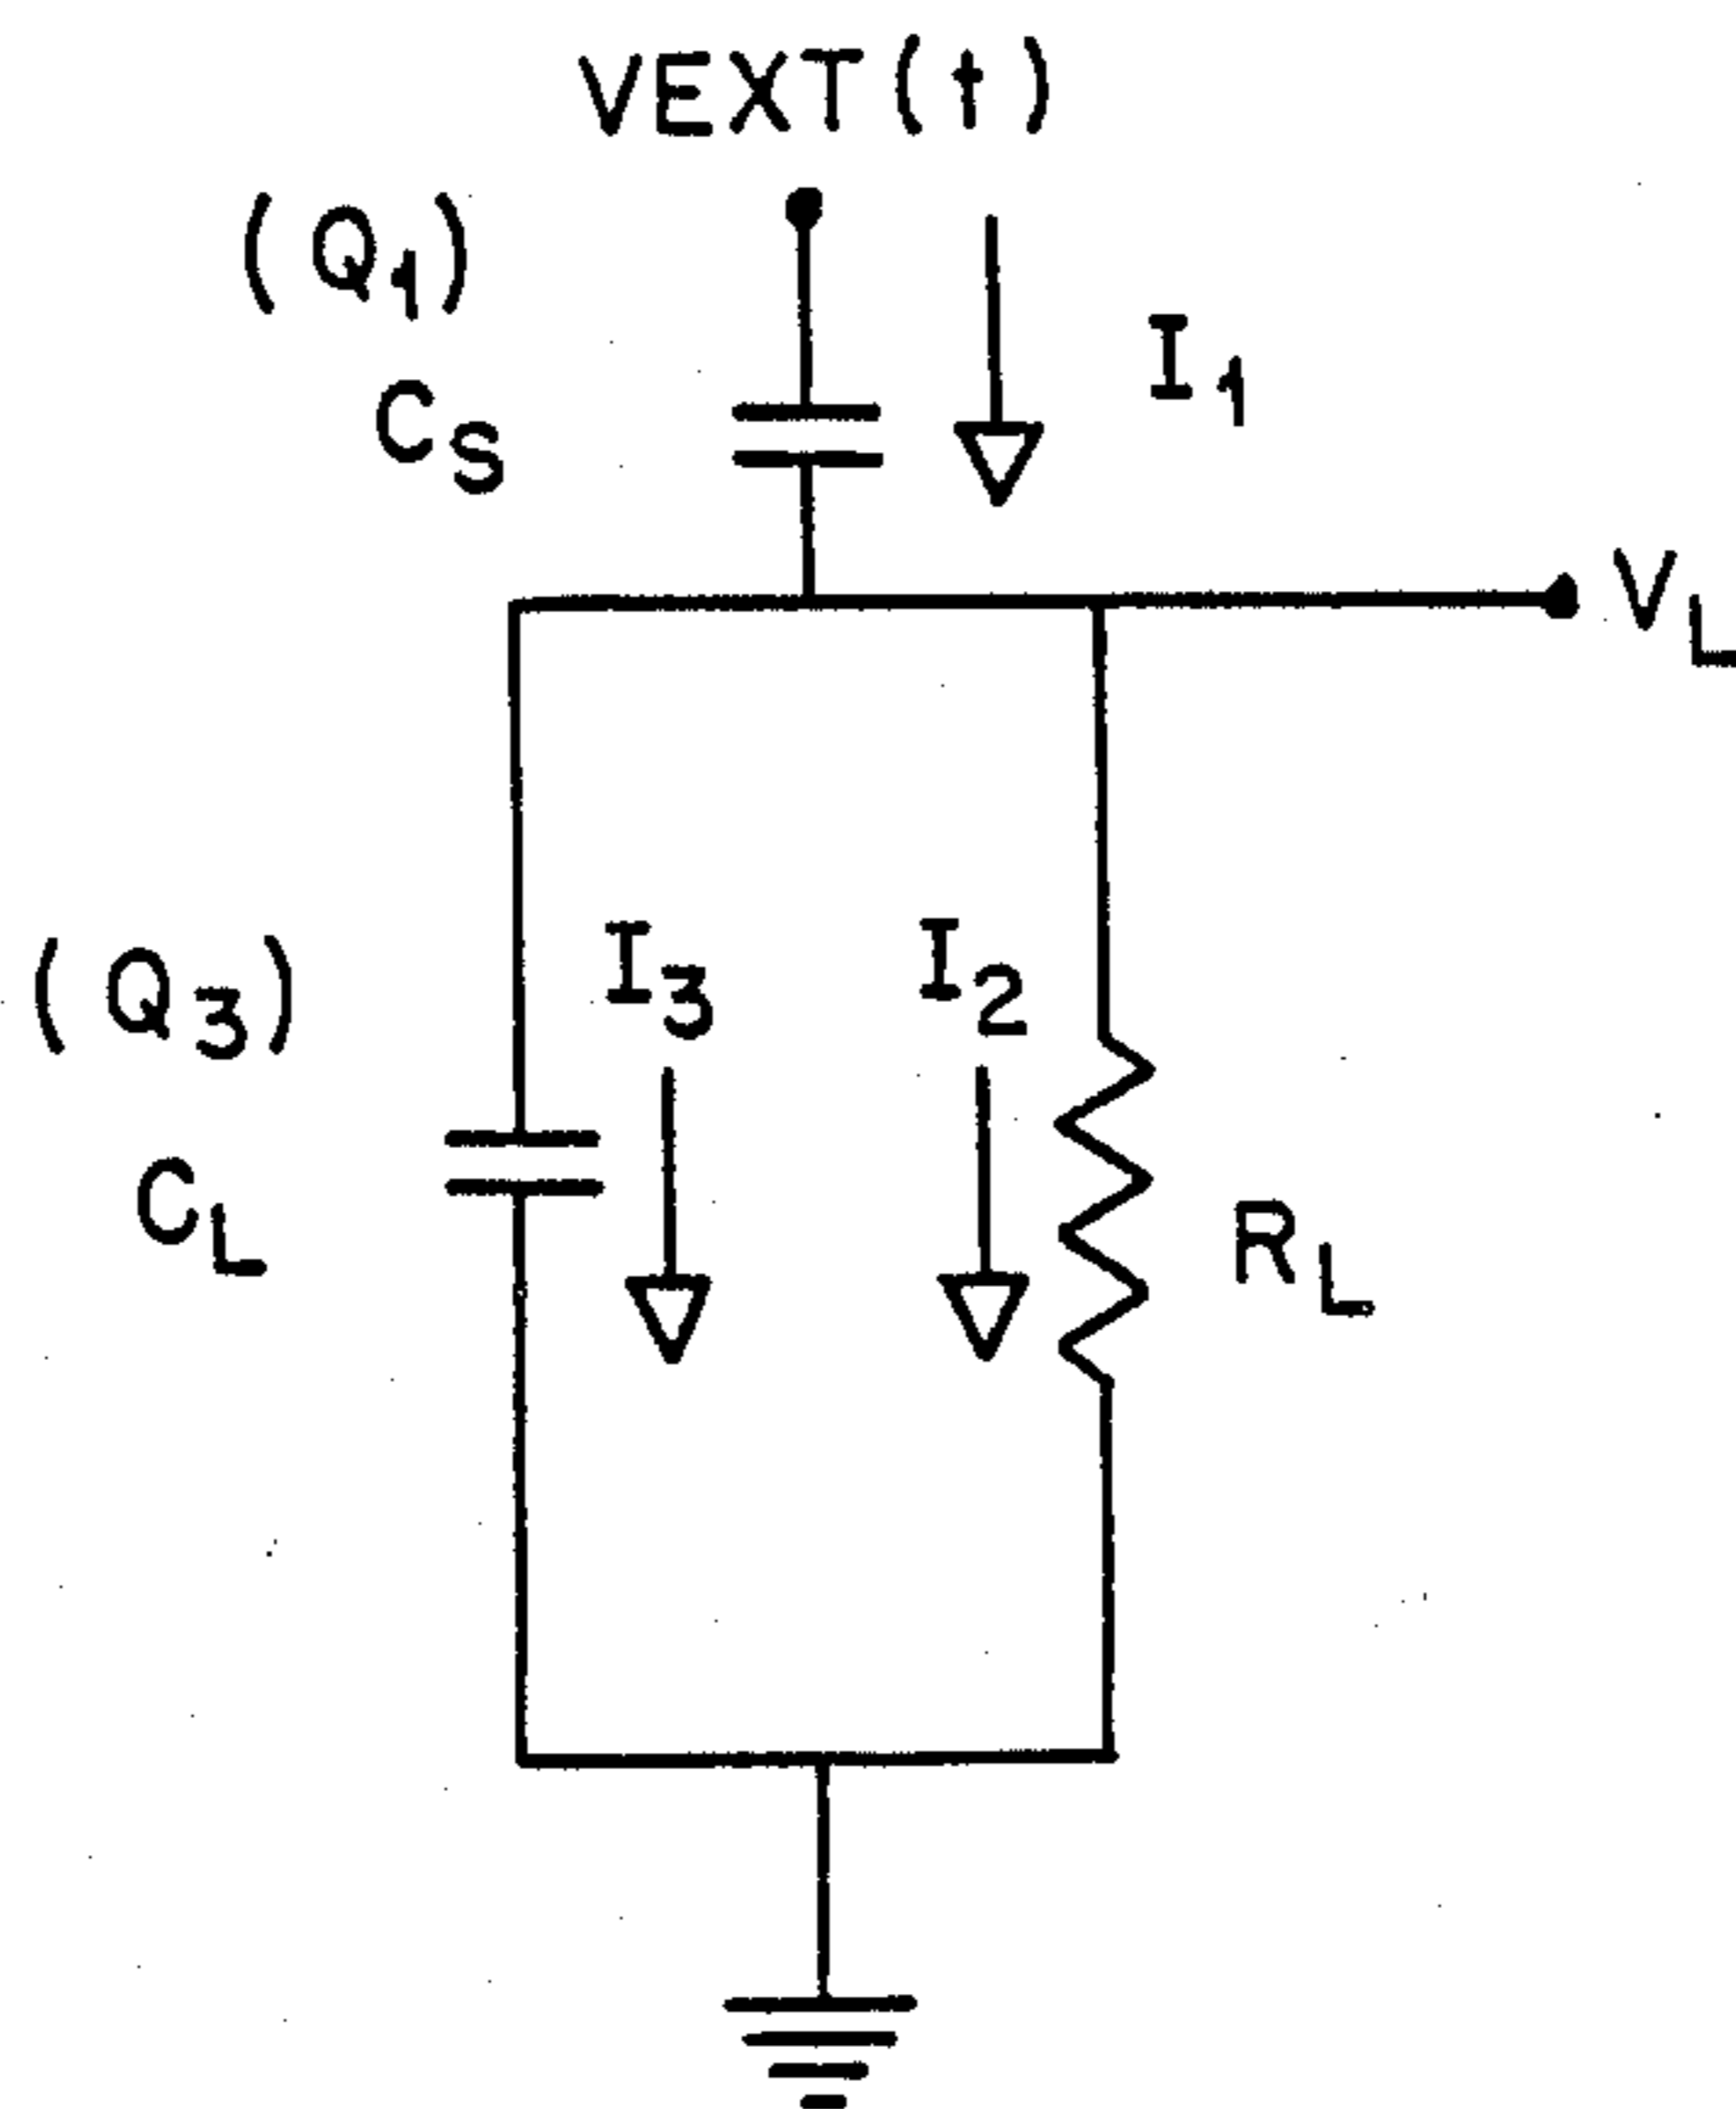 VEXT(t)
(Q1)
I1
CS
VL
(Q3)
I3
I2
CL
RL